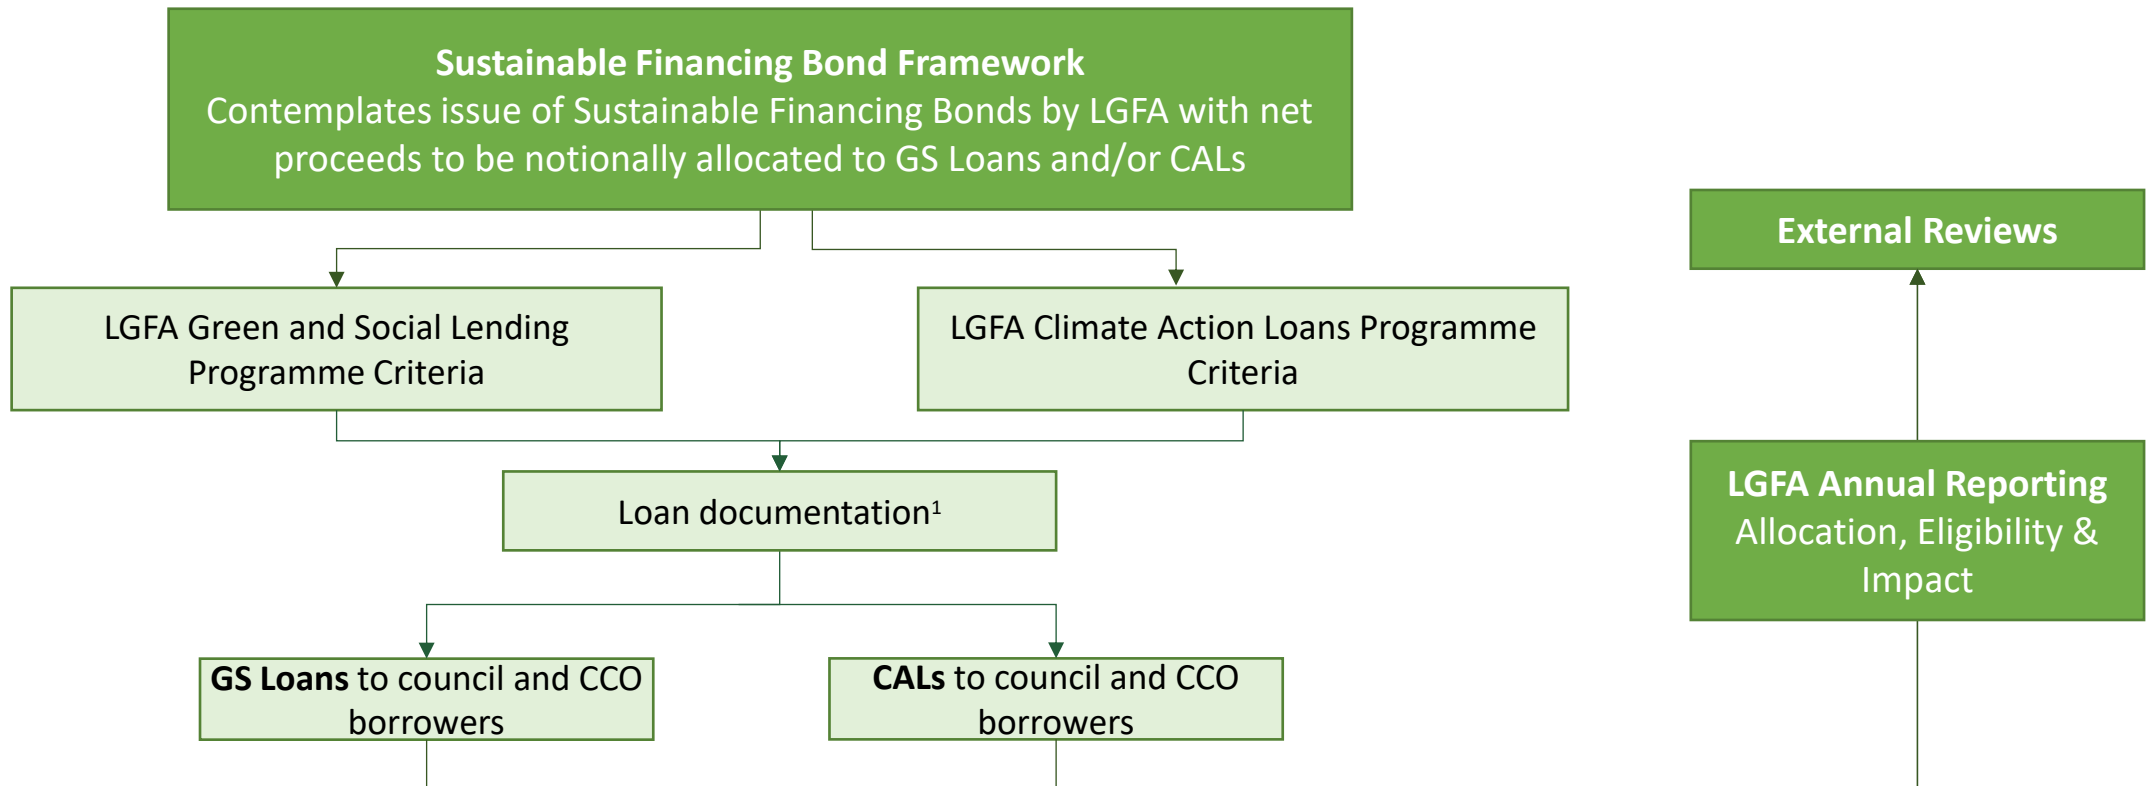 Sustainable Financing Bond Framework
Contemplates issue of Sustainable Financing Bonds by LGFA with net
proceeds to be notionally allocated to GS Loans and/or CALs
External Reviews
LGFA Green and Social Lending
Programme Criteria
LGFA Climate Action Loans Programme
Criteria
Loan documentation¹
LGFA Annual Reporting
Allocation, Eligibility &
Impact
GS Loans to council and CCO
borrowers
CALs to council and CCO
borrowers